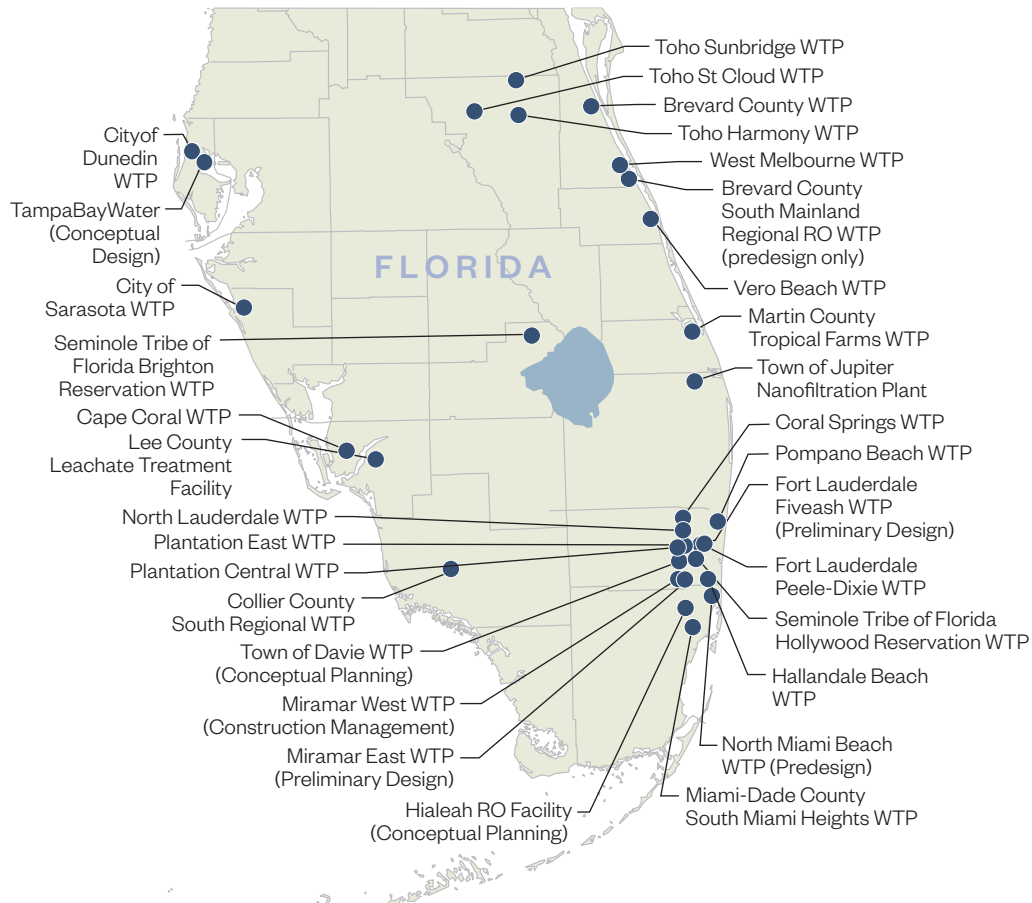 Toho Sunbridge WTP
Toho St Cloud WTP
Brevard County WTP
Toho Harmony WTP
West Melbourne WTP
Brevard County
South Mainland
Regional RO WTP
(predesign only)
Vero Beach WTP
Martin County
Tropical Farms WTP
Town of Jupiter
Nanofiltration Plant
Coral Springs WTP
Pompano Beach WTP
Fort Lauderdale
Fiveash WTP
(Preliminary Design)
Fort Lauderdale
Peele-Dixie WTP
Seminole Tribe of Florida
Hollywood Reservation WTP
Hallandale Beach
WTP
North Miami Beach
WTP (Predesign)
Miami-Dade County
South Miami Heights WTP
FLORIDA
Cityof
Dunedin
WTP
TampaBayWater
(Conceptual
Design)
City of
Sarasota WTP
Seminole Tribe of
Florida Brighton
Reservation WTP
Cape Coral WTP
Lee County
Leachate Treatment
Facility
North Lauderdale WTP
Plantation East WTP
Plantation Central WTP
Collier County
South Regional WTP
Town of Davie WTP
(Conceptual Planning)
Miramar West WTP
(Construction Management)
Miramar East WTP
(Preliminary Design)
Hialeah RO Facility
(Conceptual Planning)